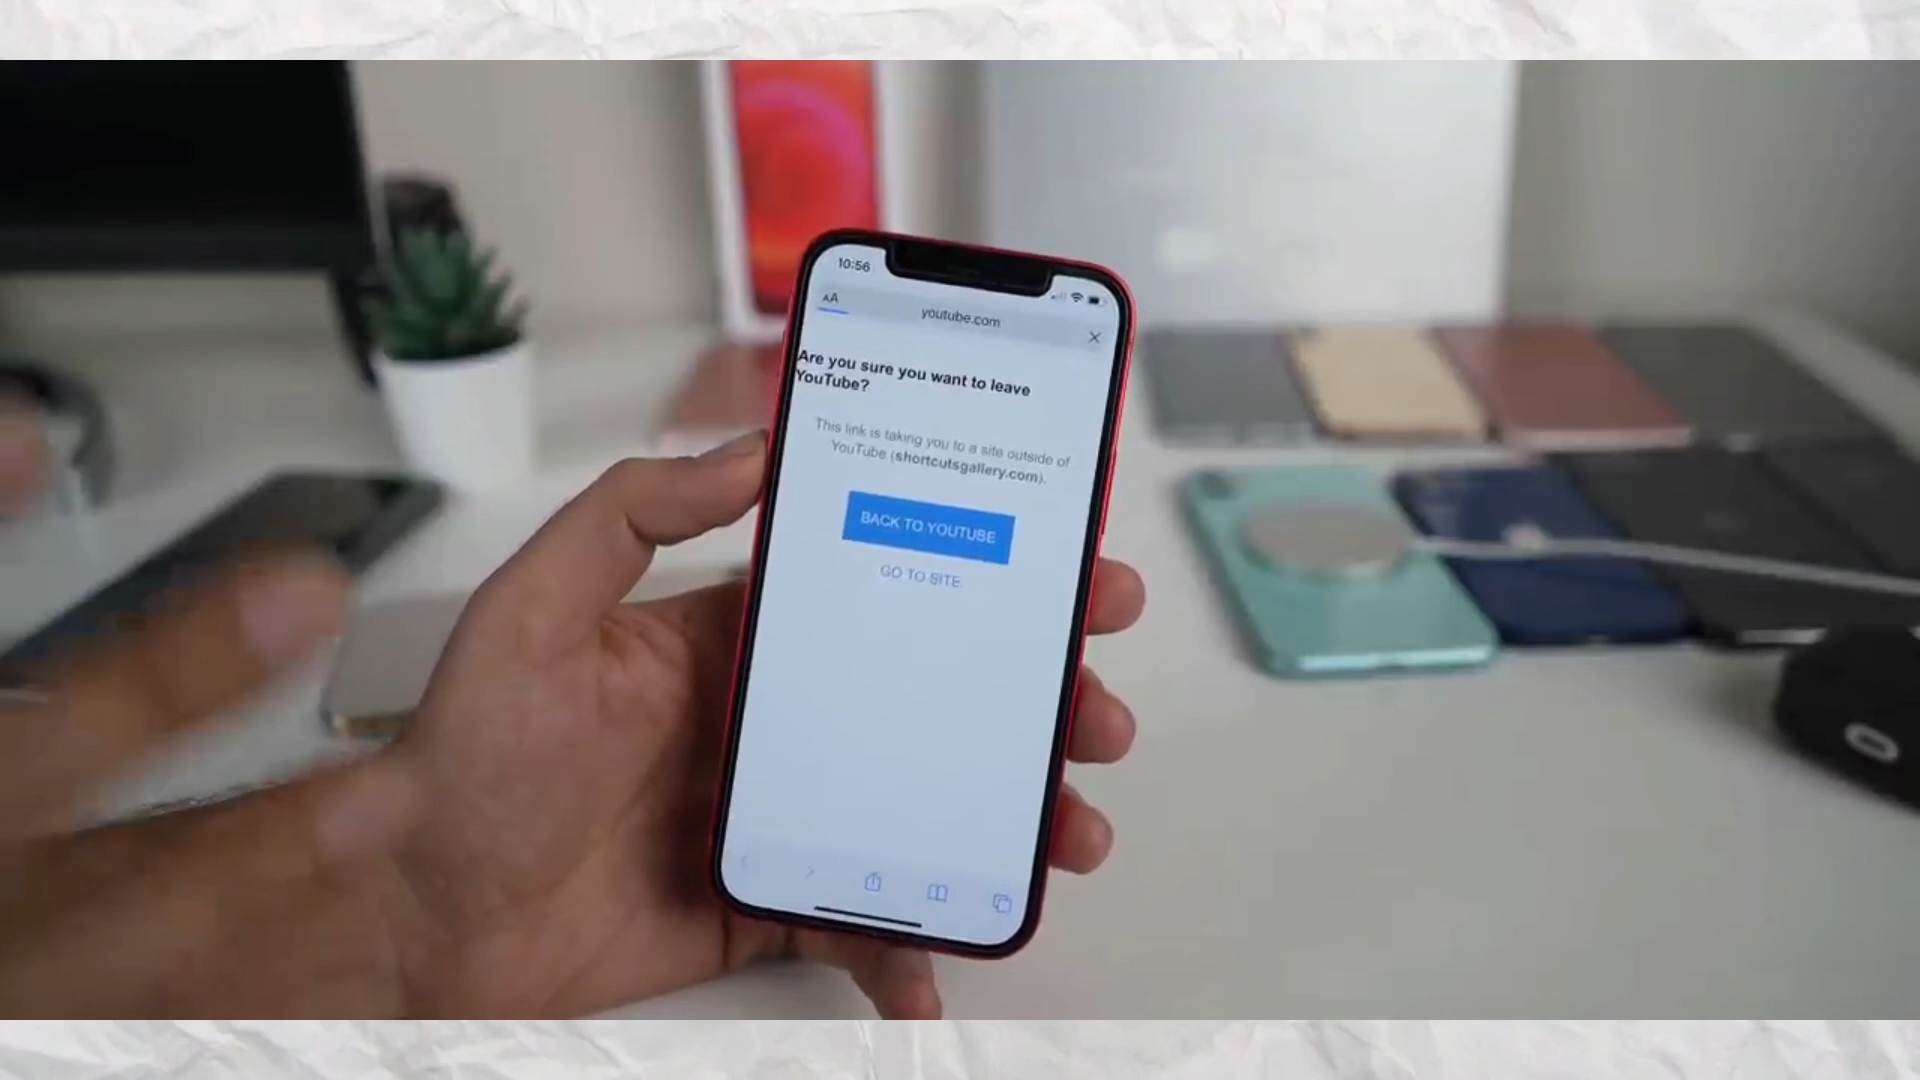 10:56
AA
youtube.com
Are you sure you want to leave
YouTube?
This link is taking you to a site outside of
YouTube (shortcutsgallery.com).
BACK TO YOUTUBE
GO TO SITE